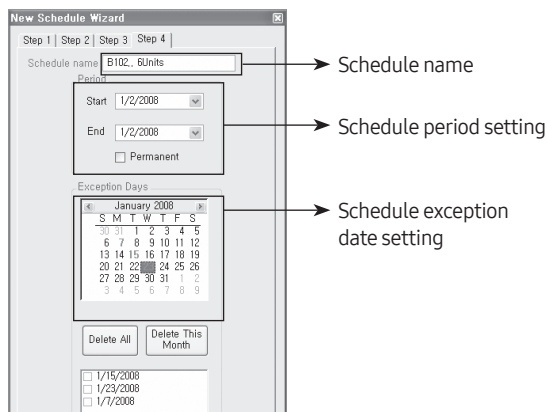 New Schedule Wizard
Step 1 Step 2 Step 3 Step 4
Schedule name B102,, 6Units
Schedule name
Period
Start 1/2/2008
End 1/2/2008
Permanent
Schedule period setting
Exception Days
January 2008
S M T W T F S
30 31 1 2 3 4 5
6 7 8 9 10 11 12
13 14 15 16 17 18 19
20 21 22 24 25 26
27 28 29 30 31 1 2
3 4 5 6 7 8 9
Schedule exception
date setting
Delete All
Delete This
Month
1/15/2008
1/23/2008
1/7/2008